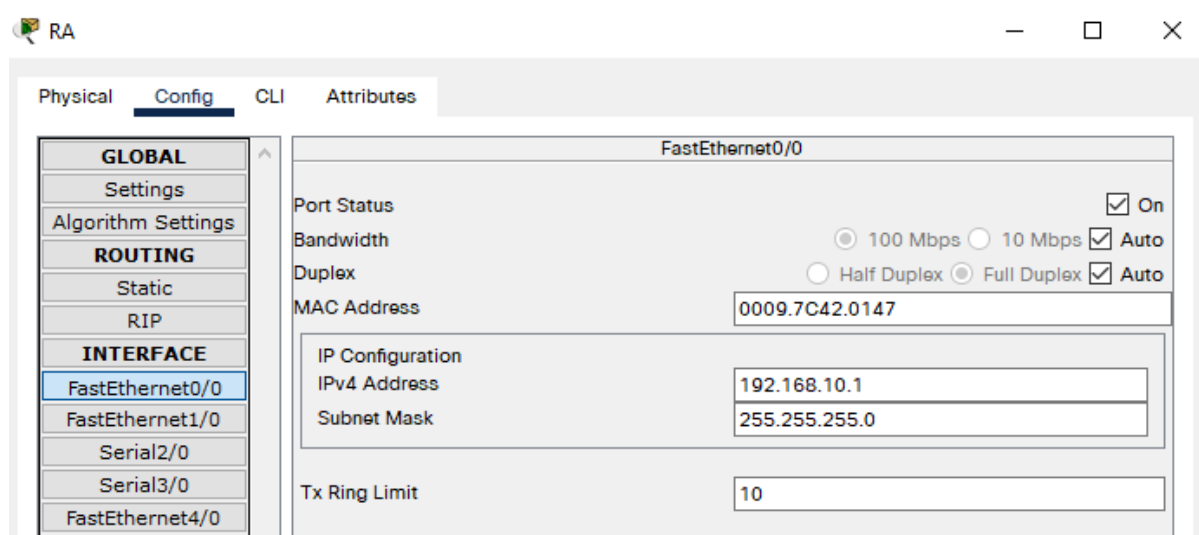 RA
Physical Config CLI Attributes
GLOBAL
Settings
Algorithm Settings
ROUTING
Static
RIP
INTERFACE
FastEthernet0/0
FastEthernet1/0
Serial2/0
Serial3/0
FastEthernet4/0
FastEthernet0/0
Port Status On
Bandwidth 100 Mbps 10 Mbps Auto
Duplex Half Duplex Full Duplex Auto
MAC Address 0009.7C42.0147
IP Configuration
IPv4 Address 192.168.10.1
Subnet Mask 255.255.255.0
Tx Ring Limit 10